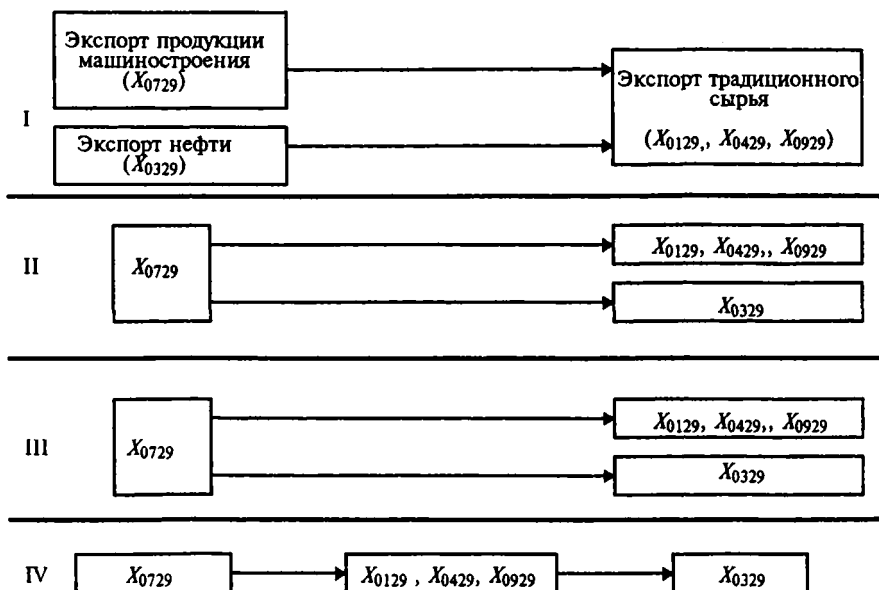 Экспорт продукции
машиностроения
(X0729)
Экспорт традиционного
сырья
(X0129,, X0429, X0929)
I
Экспорт нефти
(X0329)
II
X0729
X0129, X0429,, X0929
X0329
III
X0729
X0129, X0429,, X0929
X0329
IV
X0729
X0129 , X0429, X0929
X0329